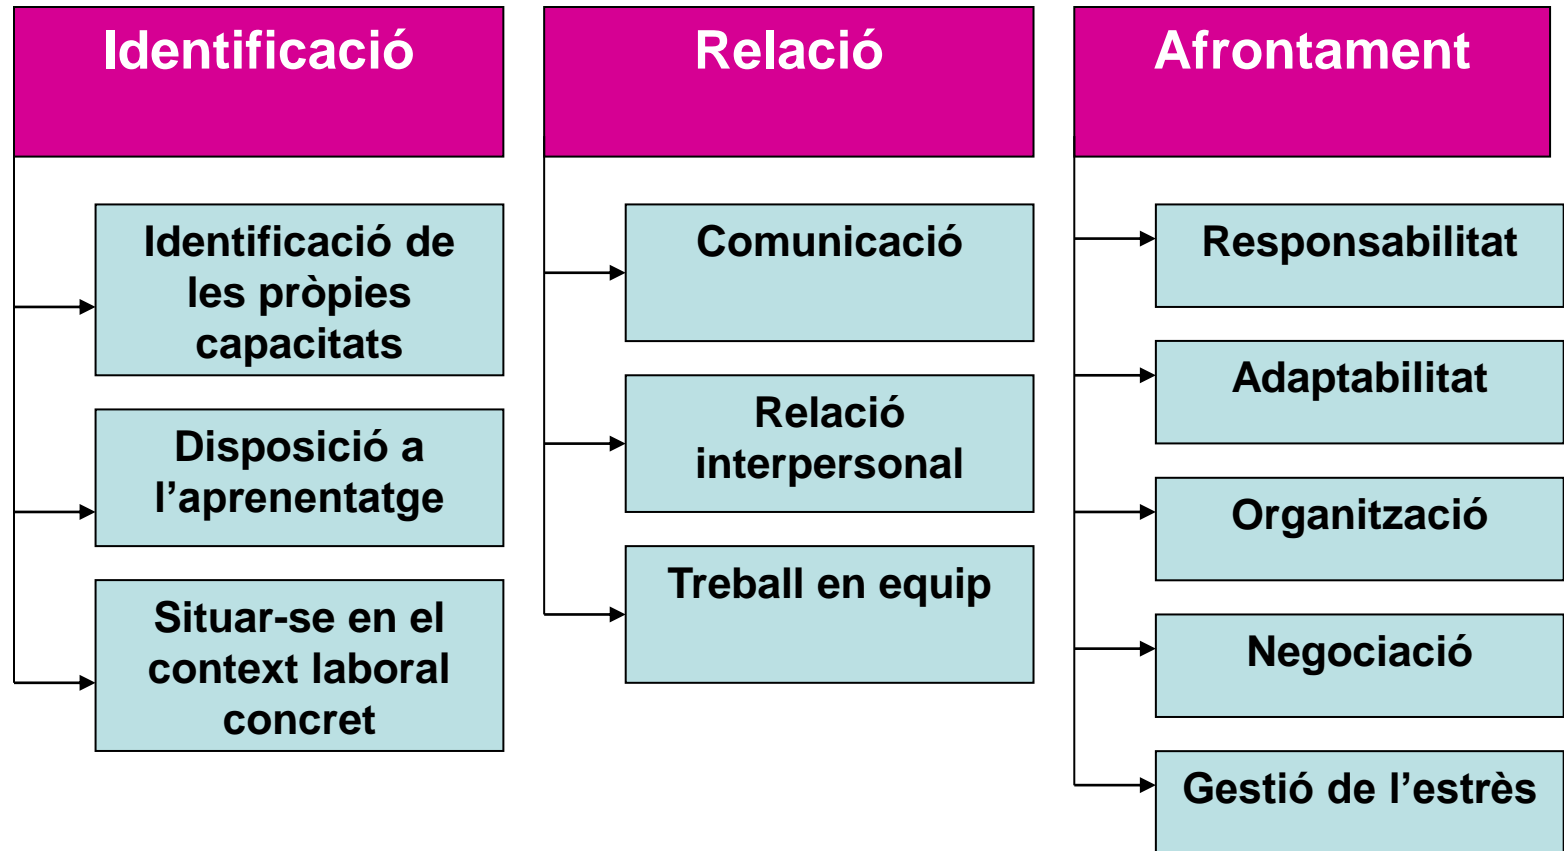 Identificació
Identificació de
les pròpies
capacitats
Disposició a
l’aprenentatge
Situar-se en el
context laboral
concret
Relació
Comunicació
Relació
interpersonal
Treball en equip
Afrontament
Responsabilitat
Adaptabilitat
Organització
Negociació
Gestió de l’estrès